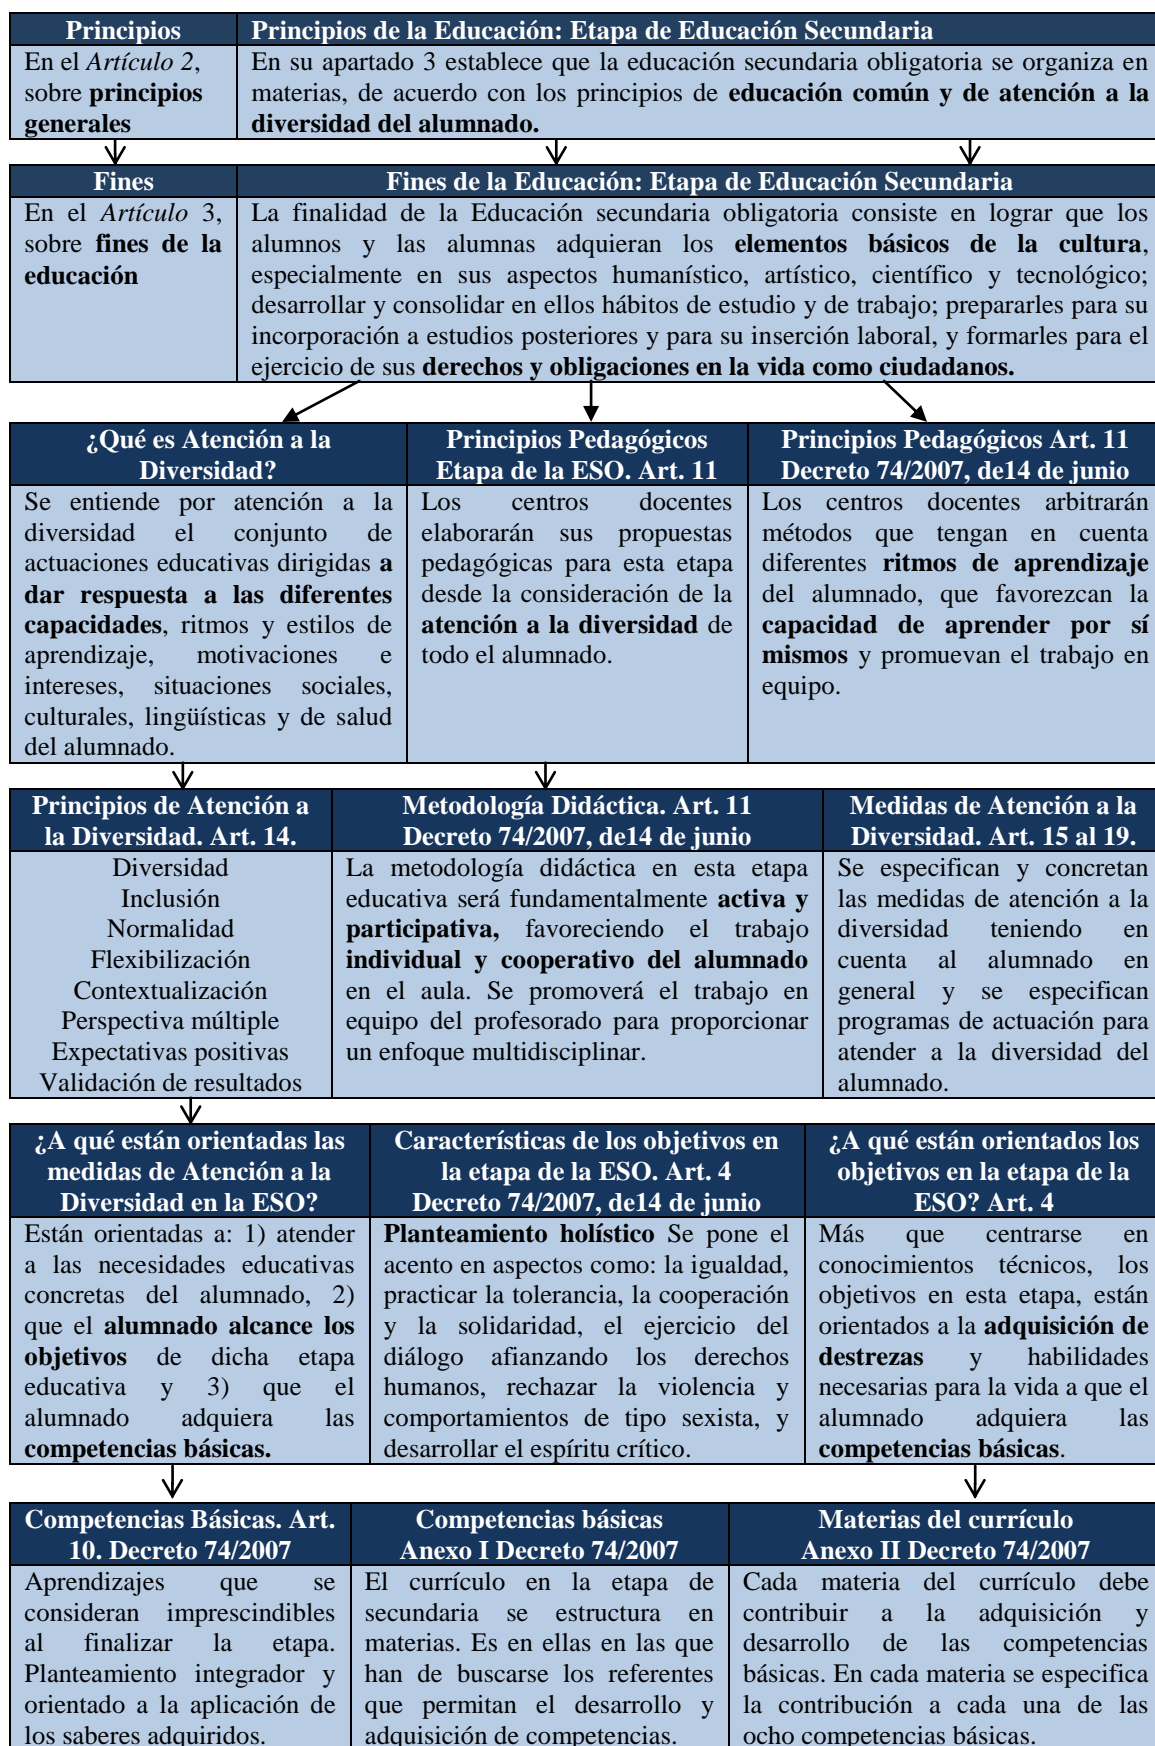 Principios
Principios de la Educación: Etapa de Educación Secundaria
En el Artículo 2,
sobre principios
generales
En su apartado 3 establece que la educación secundaria obligatoria se organiza en
materias, de acuerdo con los principios de educación común y de atención a la
diversidad del alumnado.
Fines
Fines de la Educación: Etapa de Educación Secundaria
En el Artículo 3,
sobre fines de la
educación
La finalidad de la Educación secundaria obligatoria consiste en lograr que los
alumnos y las alumnas adquieran los elementos básicos de la cultura,
especialmente en sus aspectos humanístico, artístico, científico y tecnológico;
desarrollar y consolidar en ellos hábitos de estudio y de trabajo; prepararles para su
incorporación a estudios posteriores y para su inserción laboral, y formarles para el
ejercicio de sus derechos y obligaciones en la vida como ciudadanos.
¿Qué es Atención a la
Diversidad?
Se entiende por atención a la
diversidad el conjunto de
actuaciones educativas dirigidas a
dar respuesta a las diferentes
capacidades, ritmos y estilos de
aprendizaje, motivaciones e
intereses, situaciones sociales,
culturales, lingüísticas y de salud
del alumnado.
Principios Pedagógicos
Etapa de la ESO. Art. 11
Los centros docentes
elaborarán sus propuestas
pedagógicas para esta etapa
desde la consideración de la
atención a la diversidad de
todo el alumnado.
Principios Pedagógicos Art. 11
Decreto 74/2007, de14 de junio
Los centros docentes arbitrarán
métodos que tengan en cuenta
diferentes ritmos de aprendizaje
del alumnado, que favorezcan la
capacidad de aprender por sí
mismos y promuevan el trabajo en
equipo.
Principios de Atención a
la Diversidad. Art. 14.
Diversidad
Inclusión
Normalidad
Flexibilización
Contextualización
Perspectiva múltiple
Expectativas positivas
Validación de resultados
Metodología Didáctica. Art. 11
Decreto 74/2007, de14 de junio
La metodología didáctica en esta etapa
educativa será fundamentalmente activa y
participativa, favoreciendo el trabajo
individual y cooperativo del alumnado
en el aula. Se promoverá el trabajo en
equipo del profesorado para proporcionar
un enfoque multidisciplinar.
Medidas de Atención a la
Diversidad. Art. 15 al 19.
Se especifican y concretan
las medidas de atención a la
diversidad teniendo en
cuenta al alumnado en
general y se especifican
programas de actuación para
atender a la diversidad del
alumnado.
¿A qué están orientadas las
medidas de Atención a la
Diversidad en la ESO?
Están orientadas a: 1) atender
a las necesidades educativas
concretas del alumnado, 2)
que el alumnado alcance los
objetivos de dicha etapa
educativa y 3) que el
alumnado adquiera las
competencias básicas.
Características de los objetivos en
la etapa de la ESO. Art. 4
Decreto 74/2007, de14 de junio
Planteamiento holístico Se pone el
acento en aspectos como: la igualdad,
practicar la tolerancia, la cooperación
y la solidaridad, el ejercicio del
diálogo afianzando los derechos
humanos, rechazar la violencia y
comportamientos de tipo sexista, y
desarrollar el espíritu crítico.
¿A qué están orientados los
objetivos en la etapa de la
ESO? Art. 4
Más que centrarse en
conocimientos técnicos, los
objetivos en esta etapa, están
orientados a la adquisición de
destrezas y habilidades
necesarias para la vida a que el
alumnado adquiera las
competencias básicas.
Competencias Básicas. Art.
10. Decreto 74/2007
Aprendizajes que se
consideran imprescindibles
al finalizar la etapa.
Planteamiento integrador y
orientado a la aplicación de
los saberes adquiridos.
Competencias básicas
Anexo I Decreto 74/2007
El currículo en la etapa de
secundaria se estructura en
materias. Es en ellas en las que
han de buscarse los referentes
que permitan el desarrollo y
adquisición de competencias.
Materias del currículo
Anexo II Decreto 74/2007
Cada materia del currículo debe
contribuir a la adquisición y
desarrollo de las competencias
básicas. En cada materia se especifica
la contribución a cada una de las
ocho competencias básicas.